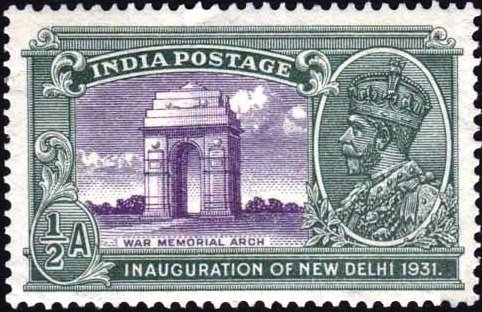 INDIA POSTAGE
WAR MEMORIAL ARCH
½A
INAUGURATION OF NEW DELHI 1931.